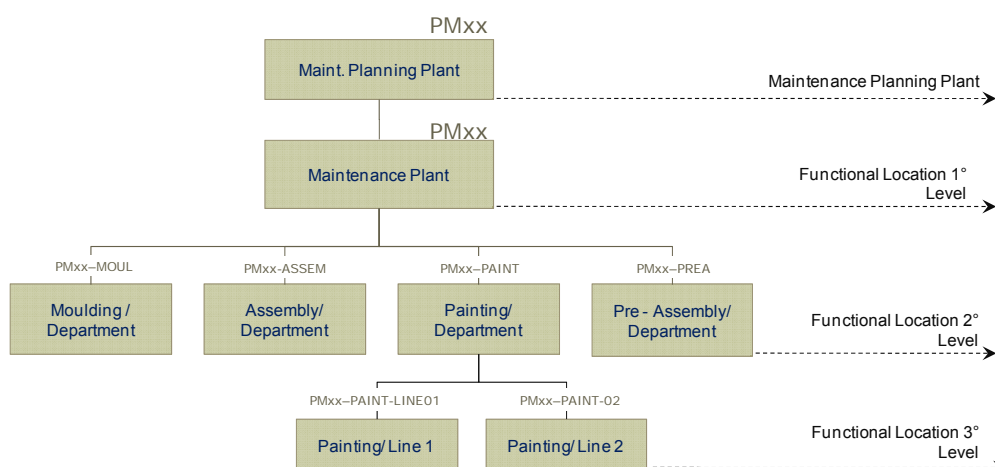 PMxx
Maint. Planning Plant
Maintenance Planning Plant
PMxx
Maintenance Plant
Functional Location 1°
Level
PMxx–MOUL
PMxx-ASSEM
PMxx–PAINT
PMxx–PREA
Moulding /
Department
Assembly/
Department
Painting/
Department
Pre - Assembly/
Department
Functional Location 2°
Level
PMxx–PAINT-LINE01
PMxx–PAINT-02
Painting/ Line 1
Painting/ Line 2
Functional Location 3°
Level